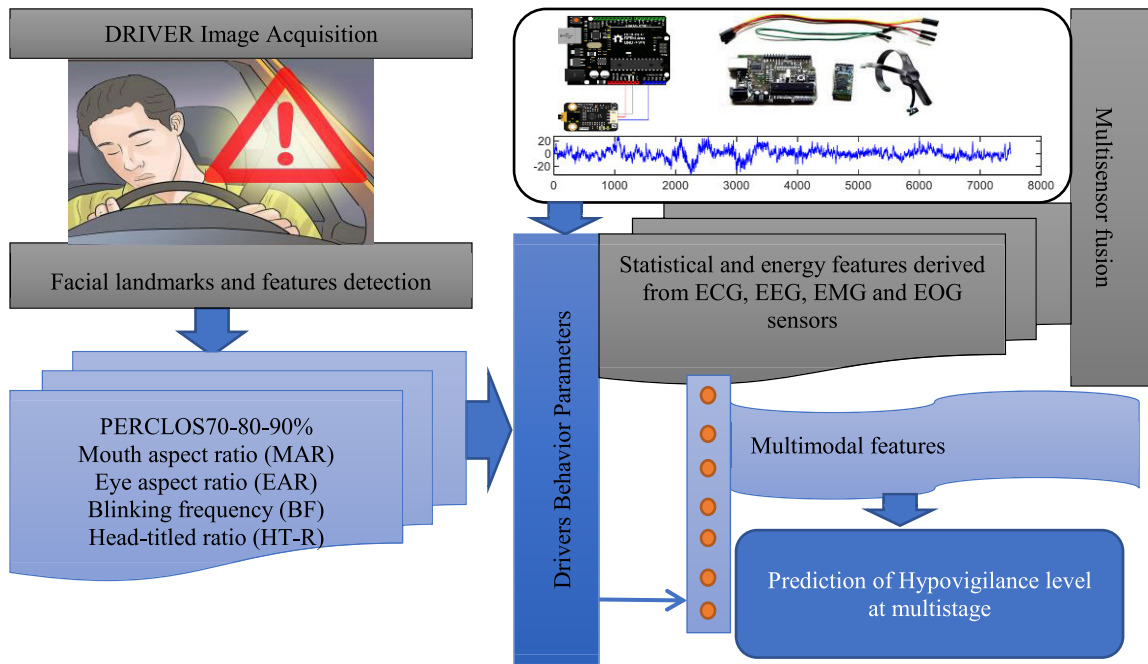 DRIVER Image Acquisition
Facial landmarks and features detection
PERCLOS70-80-90%
Mouth aspect ratio (MAR)
Eye aspect ratio (EAR)
Blinking frequency (BF)
Head-titled ratio (HT-R)
Drivers Behavior Parameters
20
0
-20
0
1000
2000
3000
4000
5000
6000
7000
8000
Multisensor fusion
Statistical and energy features derived
from ECG, EEG, EMG and EOG
sensors
Multimodal features
Prediction of Hypovigilance level
at multistage